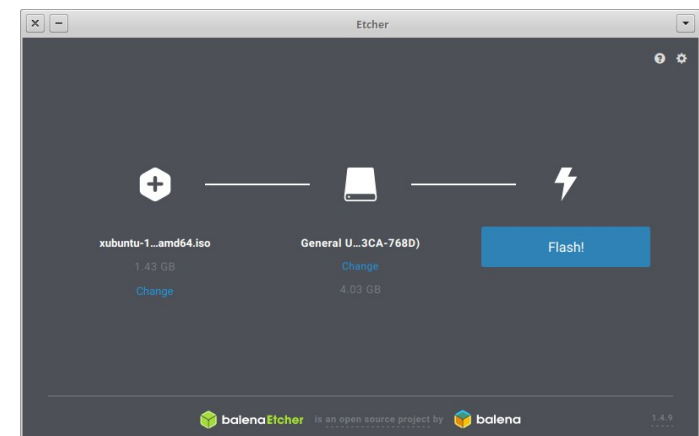 Etcher
xubuntu-1...amd64.iso
1.43 GB
Change
General U...3CA-768D)
Change
4.03 GB
Flash!
balenaEtcher is an open source project by balena
1.4.9